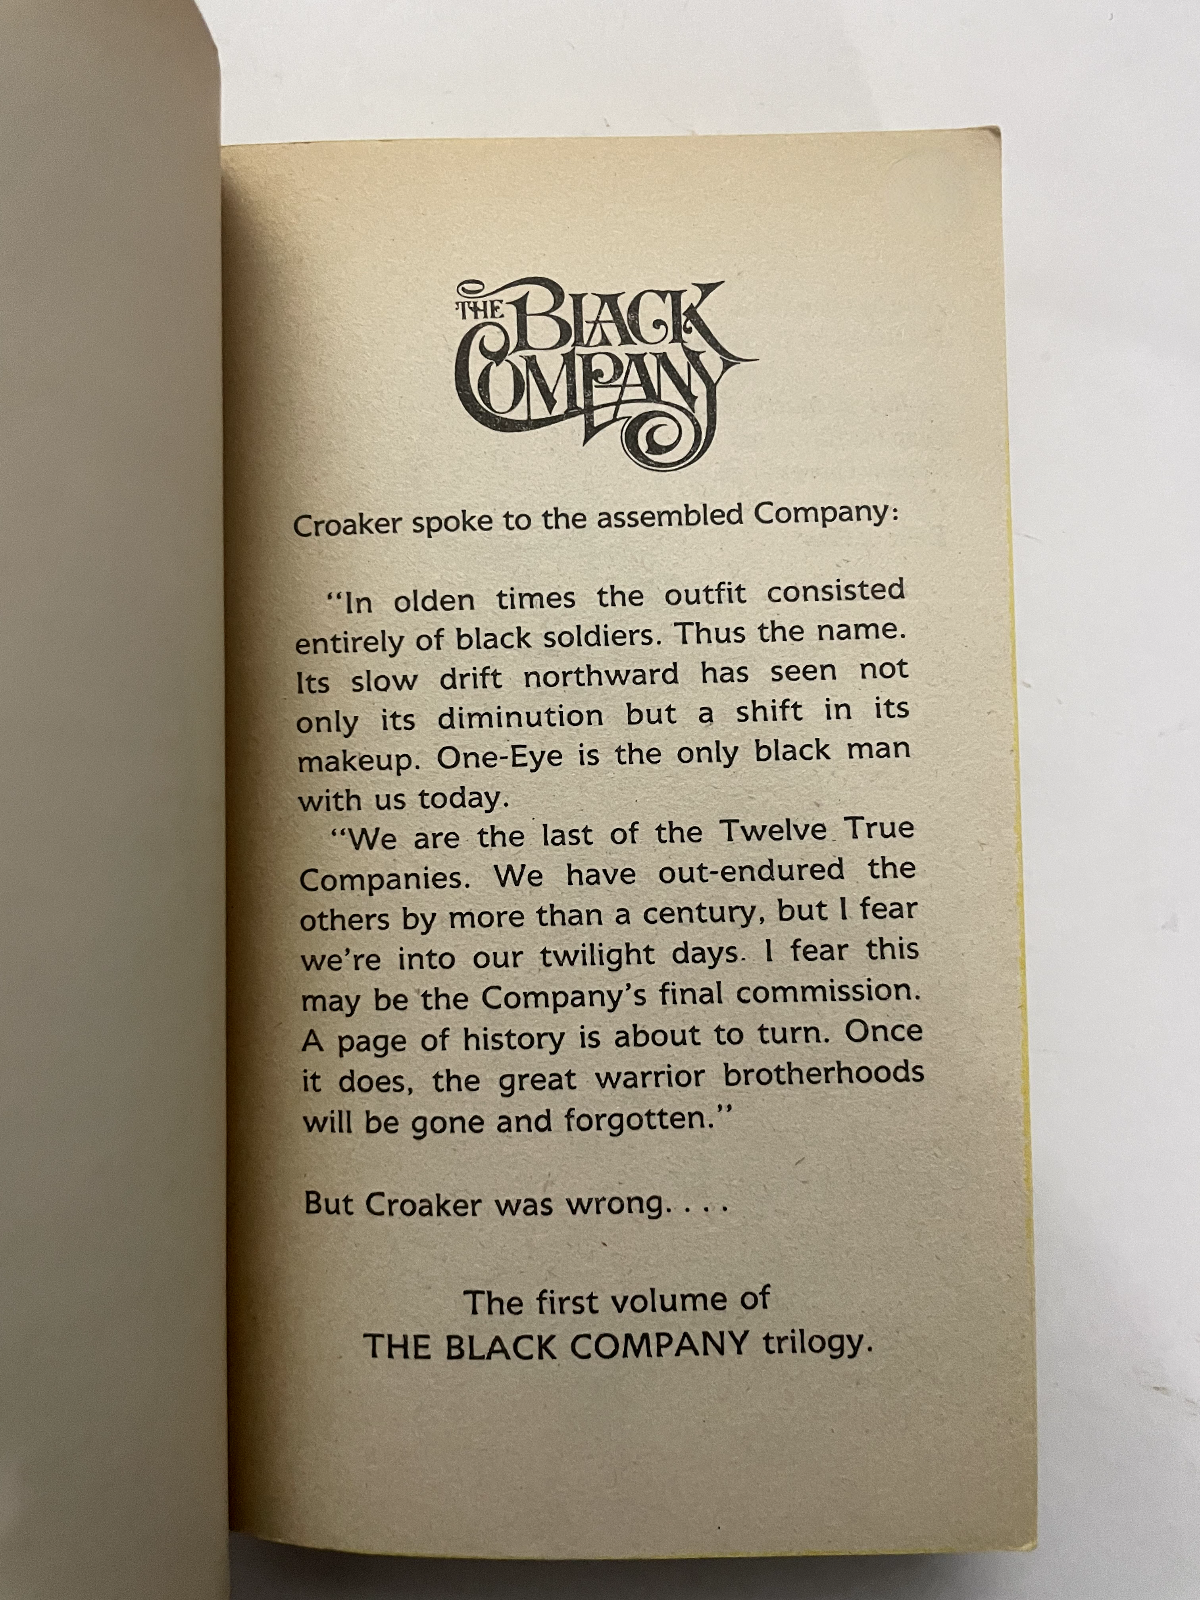 THE BLACK
COMPANY
Croaker spoke to the assembled Company:
“In olden times the outfit consisted
entirely of black soldiers. Thus the name.
Its slow drift northward has seen not
only its diminution but a shift in its
makeup. One-Eye is the only black man
with us today.
“We are the last of the Twelve True
Companies. We have out-endured the
others by more than a century, but I fear
we’re into our twilight days. I fear this
may be the Company’s final commission.
A page of history is about to turn. Once
it does, the great warrior brotherhoods
will be gone and forgotten.”
But Croaker was wrong. . . .
The first volume of
THE BLACK COMPANY trilogy.